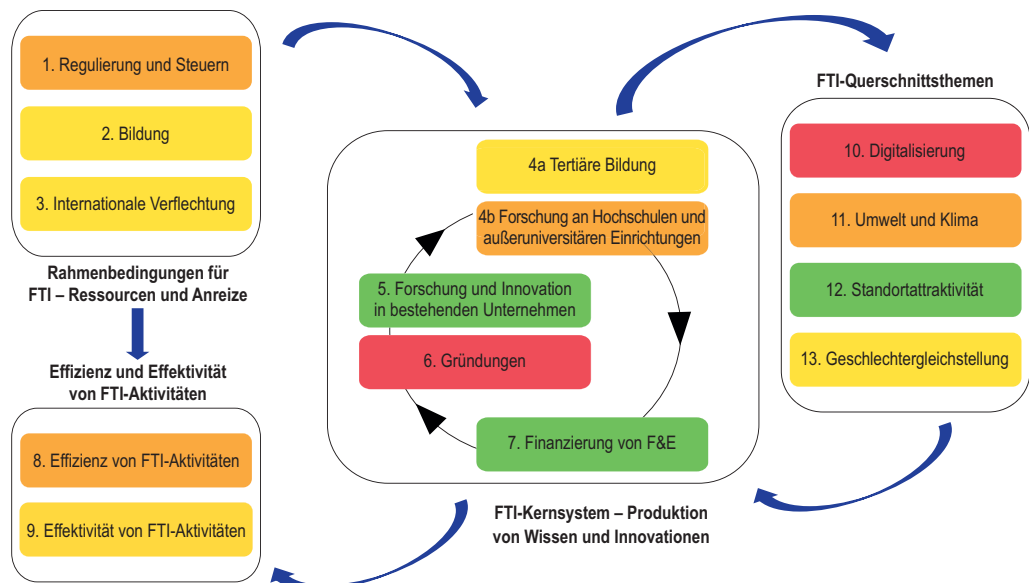 1. Regulierung und Steuern
2. Bildung
3. Internationale Verflechtung
Rahmenbedingungen für
FTI – Ressourcen und Anreize
Effizienz und Effektivität
von FTI-Aktivitäten
8. Effizienz von FTI-Aktivitäten
9. Effektivität von FTI-Aktivitäten
4a Tertiäre Bildung
4b Forschung an Hochschulen und
außeruniversitären Einrichtungen
5. Forschung und Innovation
in bestehenden Unternehmen
6. Gründungen
7. Finanzierung von F&E
FTI-Kernsystem – Produktion
von Wissen und Innovationen
FTI-Querschnittsthemen
10. Digitalisierung
11. Umwelt und Klima
12. Standortattraktivität
13. Geschlechtergleichstellung